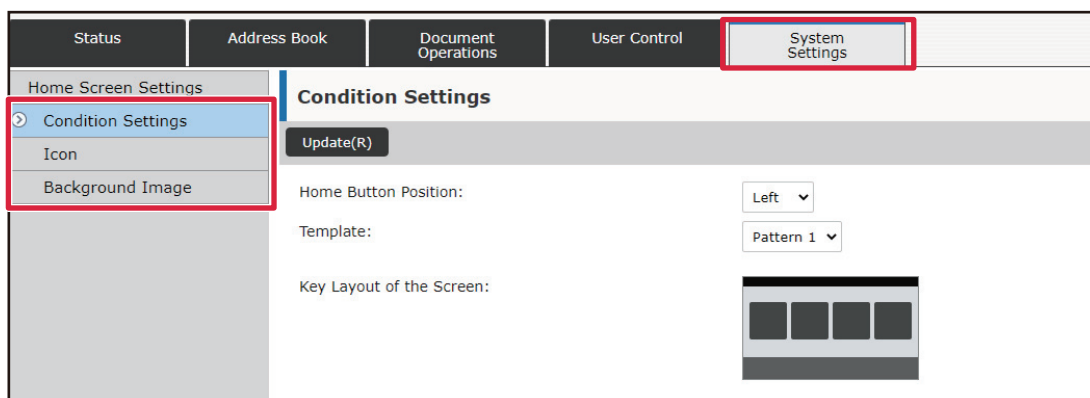 Status
Address Book
Document
Operations
User Control
System
Settings
Home Screen Settings
Condition Settings
Icon
Background Image
Condition Settings
Update(R)
Home Button Position:
Left
Template:
Pattern 1
Key Layout of the Screen: